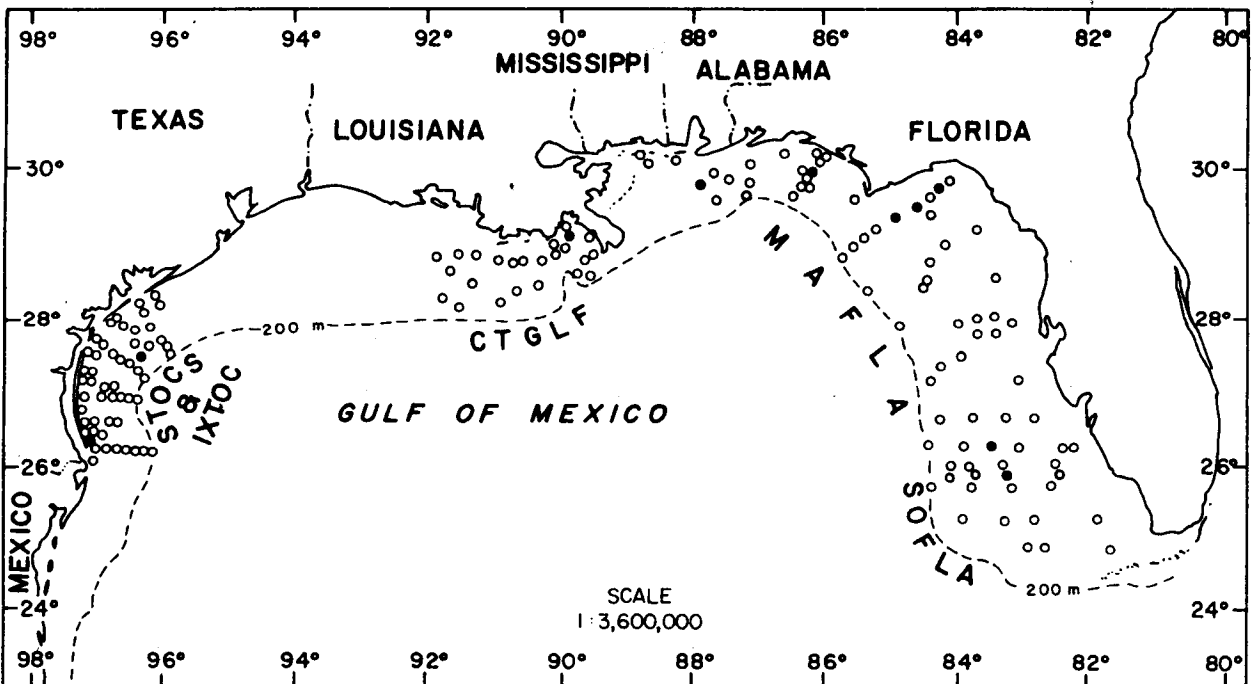 98° 96° 94° 92° 90° 88° 86° 84° 82° 80°
MISSISSIPPI ALABAMA
TEXAS LOUISIANA FLORIDA
30° 30°
MAFLA
28° 200 m CTGLF 28°
STOCS & IXTOC
GULF OF MEXICO
26° 26°
MEXICO
SOFLA
200 m
SCALE
1:3,600,000
24° 24°
98° 96° 94° 92° 90° 88° 86° 84° 82° 80°